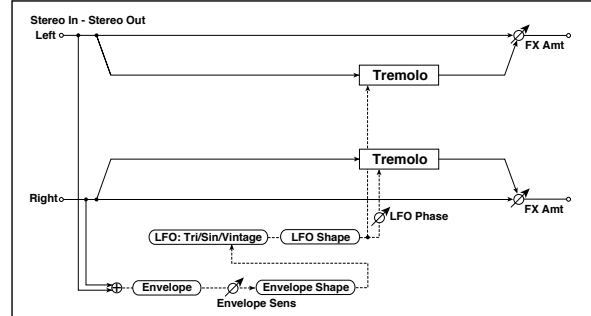 Stereo In - Stereo Out
Left
FX Amt
Tremolo
Tremolo
Right
LFO Phase
FX Amt
LFO: Tri/Sin/Vintage
LFO Shape
Envelope
Envelope Shape
Envelope Sens